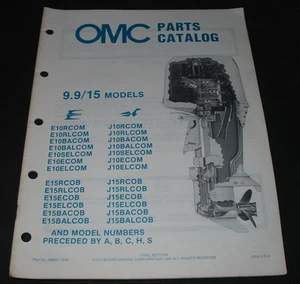 OMC PARTS CATALOG
9.9/15 MODELS
E10RCOM J10RCOM
E10RLCOM J10RLCOM
E10BACOM J10BACOM
E10BALCOM J10BALCOM
E10SELCOM J10SELCOM
E10ECOM J10ECOM
E10ELCOM J10ELCOM
E15RCOB J15RCOB
E15RLCOB J15RLCOB
E15ECOB J15ECOB
E15ELCOB J15ELCOB
E15BACOB J15BACOB
E15BALCOB J15BALCOB
AND MODEL NUMBERS
PRECEDED BY A, B, C, H, S